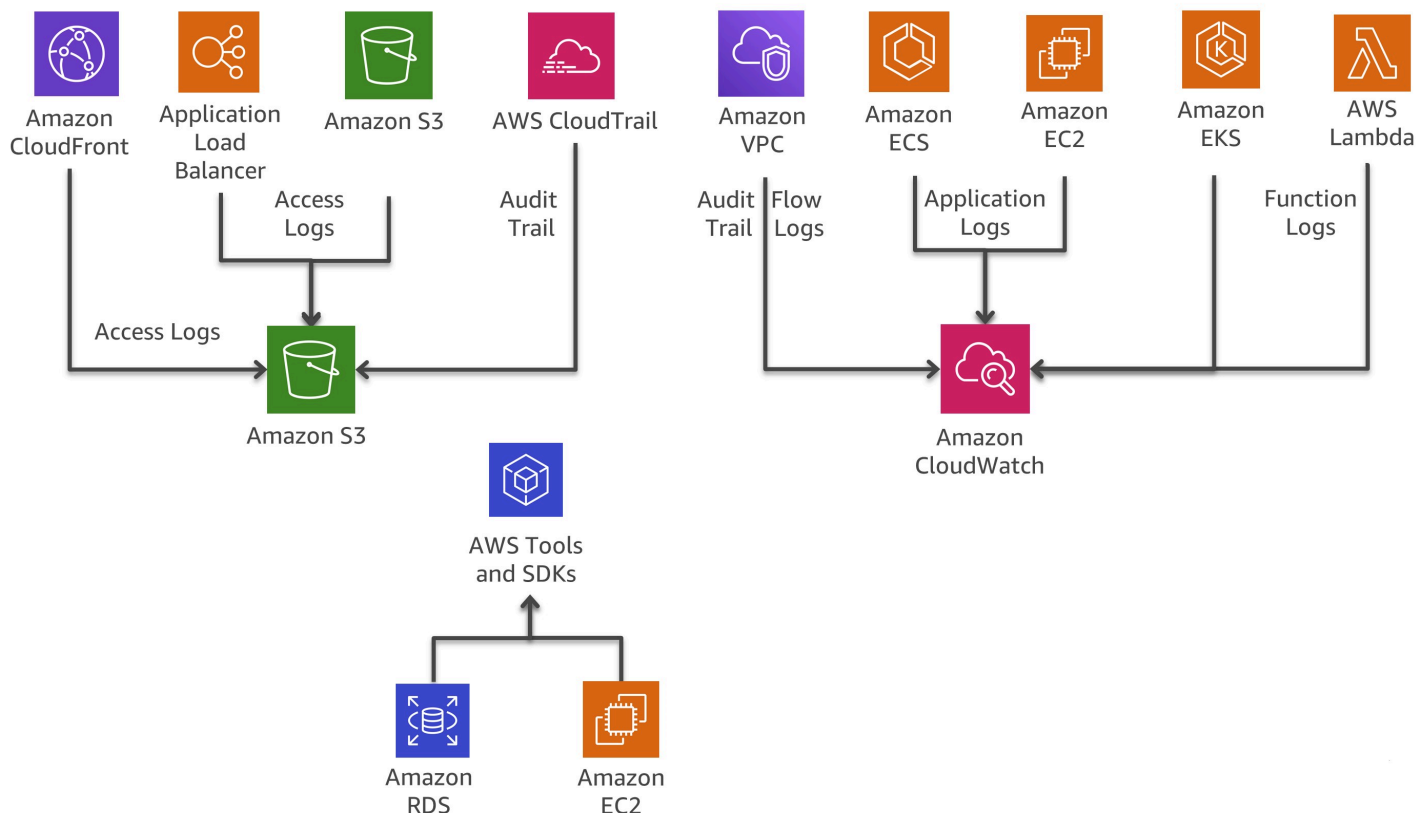 Amazon
CloudFront
Application
Load
Balancer
Amazon S3
AWS CloudTrail
Amazon
VPC
Amazon
ECS
Amazon
EC2
K
Amazon
EKS
AWS
Lambda
Access
Logs
Audit
Trail
Audit
Trail
Flow
Logs
Application
Logs
Function
Logs
Access Logs
Amazon S3
Amazon
CloudWatch
AWS Tools
and SDKs
Amazon
RDS
Amazon
EC2